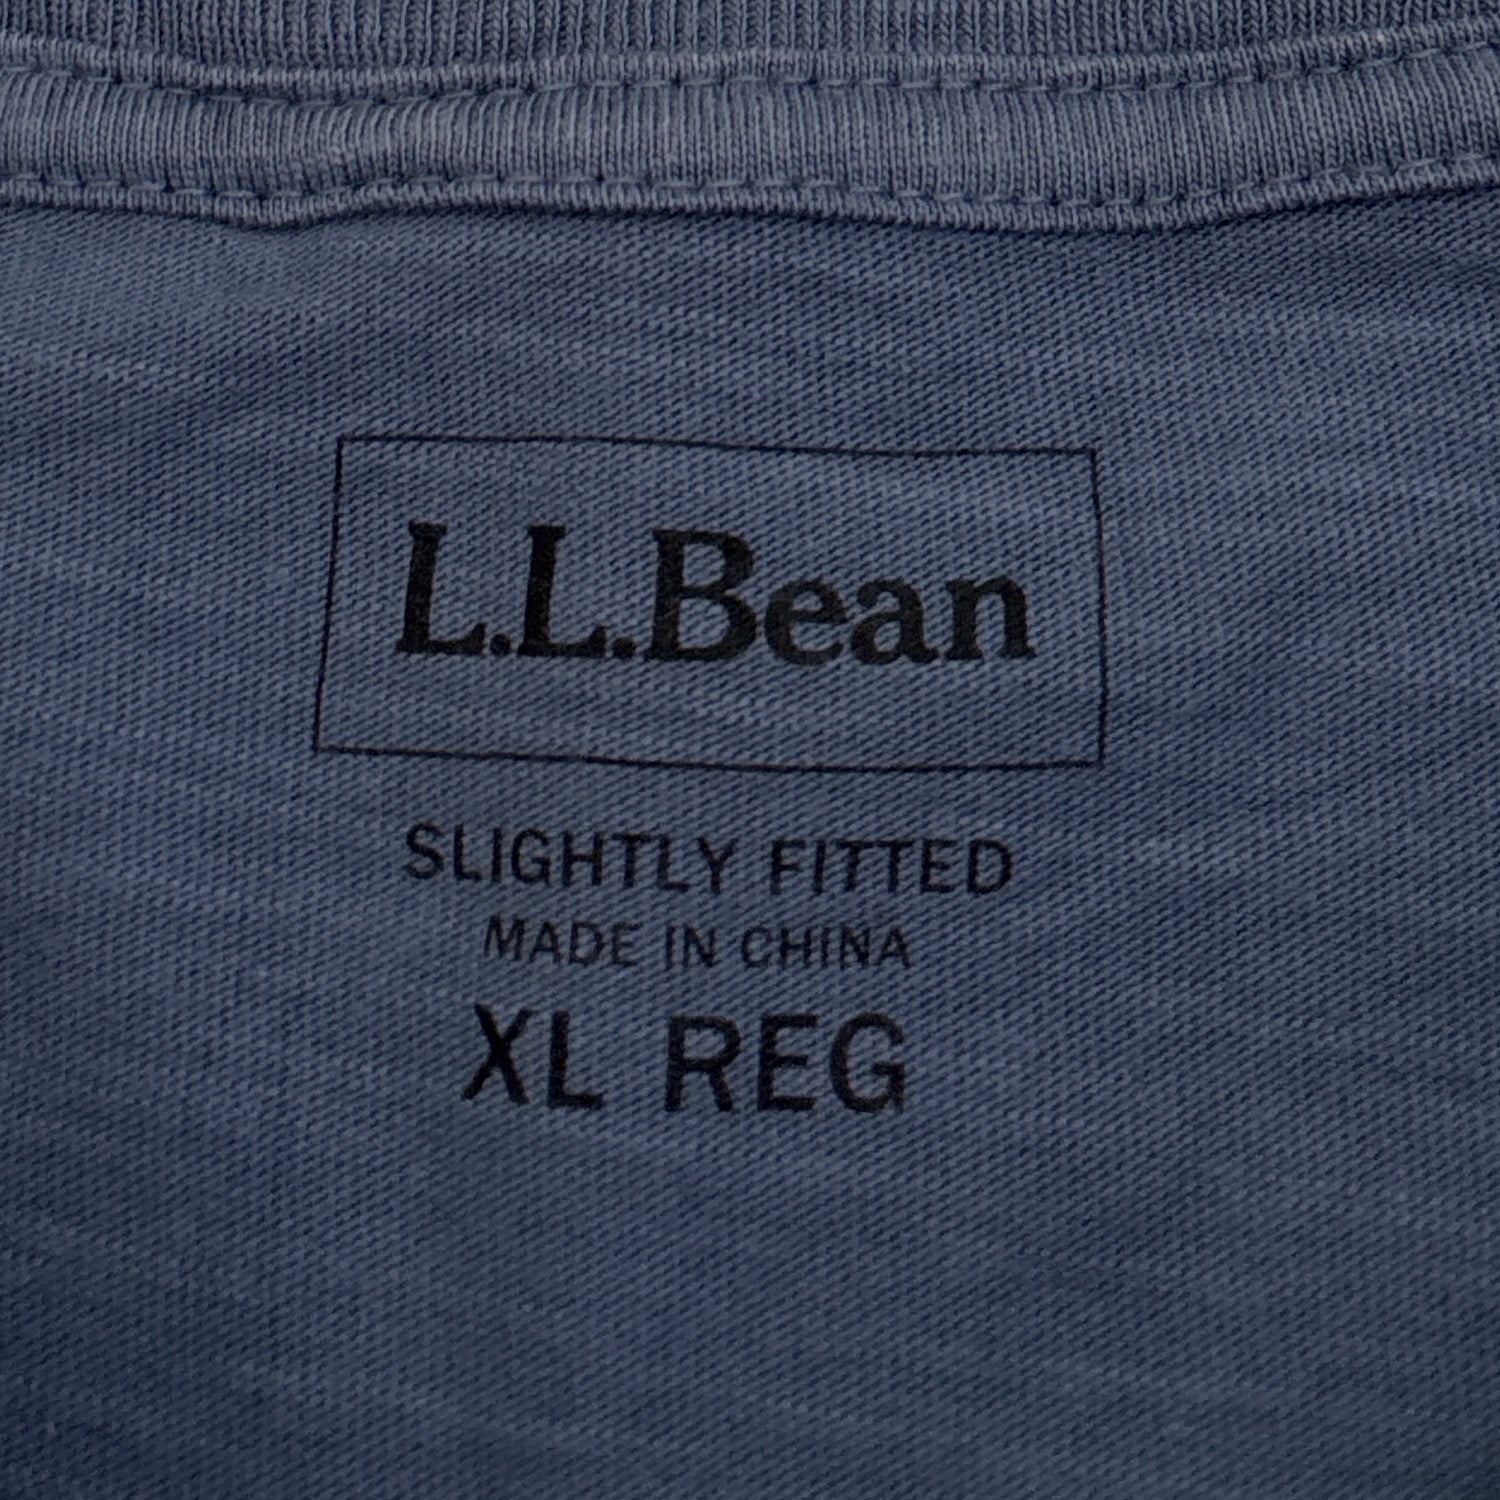 L.L.Bean
SLIGHTLY FITTED
MADE IN CHINA
XL REG